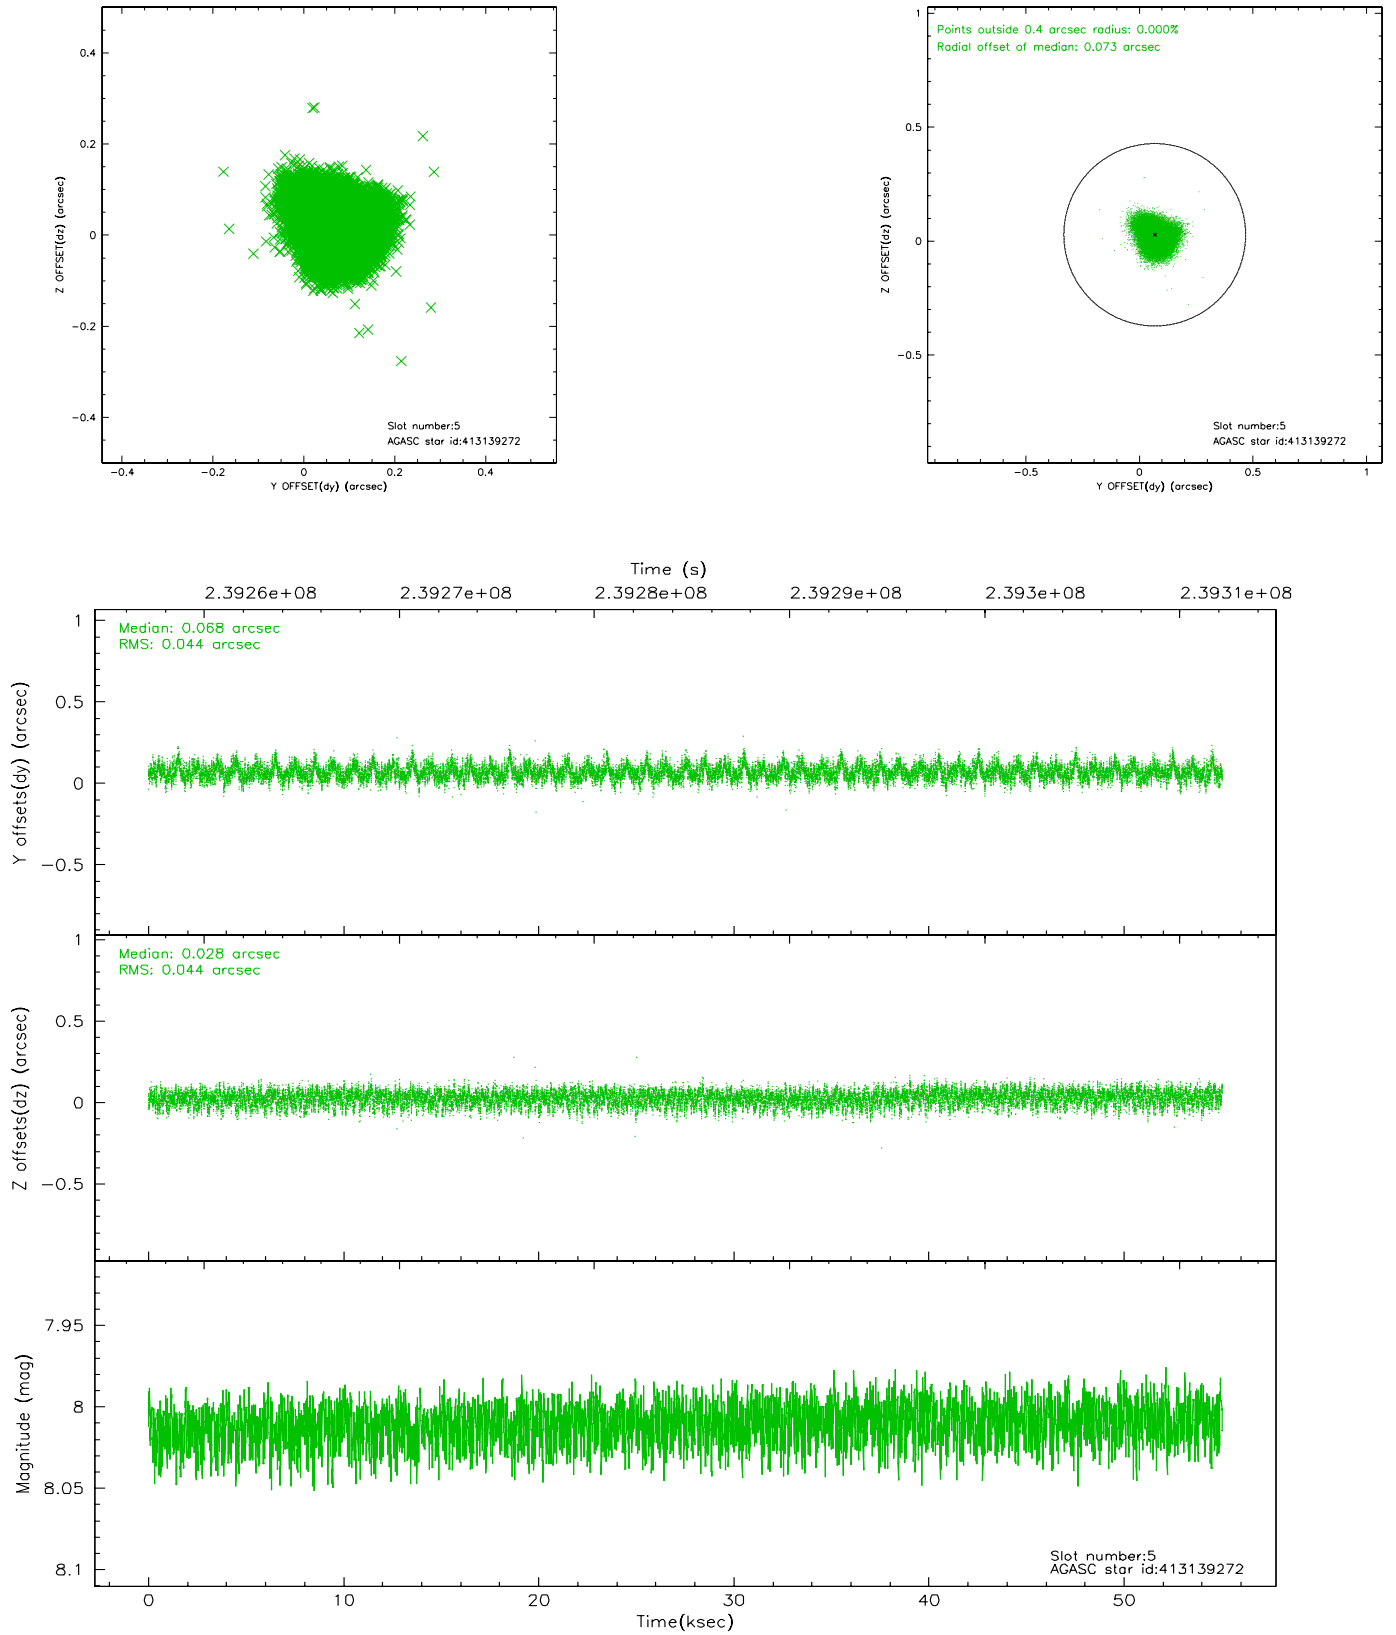 0.4
0.2
0
−0.2
−0.4
Z OFFSET(dz) (arcsec)
Slot number:5
AGASC star id:413139272
−0.4 −0.2 0 0.2 0.4
Y OFFSET(dy) (arcsec)
Points outside 0.4 arcsec radius: 0.000%
Radial offset of median: 0.073 arcsec
1
0.5
0
−0.5
Z OFFSET(dz) (arcsec)
Slot number:5
AGASC star id:413139272
−0.5 0 0.5 1
Y OFFSET(dy) (arcsec)
Time (s)
2.3926e+08 2.3927e+08 2.3928e+08 2.3929e+08 2.393e+08 2.3931e+08
Median: 0.068 arcsec
RMS: 0.044 arcsec
1
0.5
0
−0.5
Y offsets(dy) (arcsec)
Median: 0.028 arcsec
RMS: 0.044 arcsec
1
0.5
0
−0.5
Z offsets(dz) (arcsec)
7.95
8
8.05
8.1
Magnitude (mag)
Slot number:5
AGASC star id:413139272
0 10 20 30 40 50
Time(ksec)